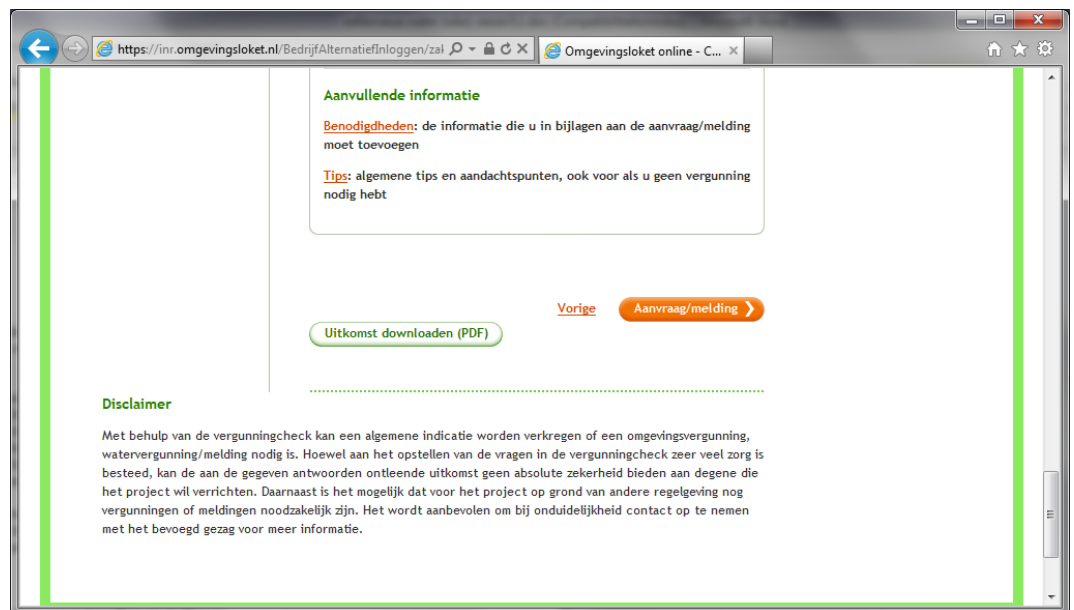 https://inr.omgevingsloket.nl/BedrijfAlternatiefInloggen/zal
Omgevingsloket online - C...
Aanvullende informatie
Benodigdheden: de informatie die u in bijlagen aan de aanvraag/melding
moet toevoegen
Tips: algemene tips en aandachtspunten, ook voor als u geen vergunning
nodig hebt
Vorige
Aanvraag/melding
Uitkomst downloaden (PDF)
Disclaimer
Met behulp van de vergunningcheck kan een algemene indicatie worden verkregen of een omgevingsvergunning,
watervergunning/melding nodig is. Hoewel aan het opstellen van de vragen in de vergunningcheck zeer veel zorg is
besteed, kan de aan de gegeven antwoorden ontleende uitkomst geen absolute zekerheid bieden aan degene die
het project wil verrichten. Daarnaast is het mogelijk dat voor het project op grond van andere regelgeving nog
vergunningen of meldingen noodzakelijk zijn. Het wordt aanbevolen om bij onduidelijkheid contact op te nemen
met het bevoegd gezag voor meer informatie.